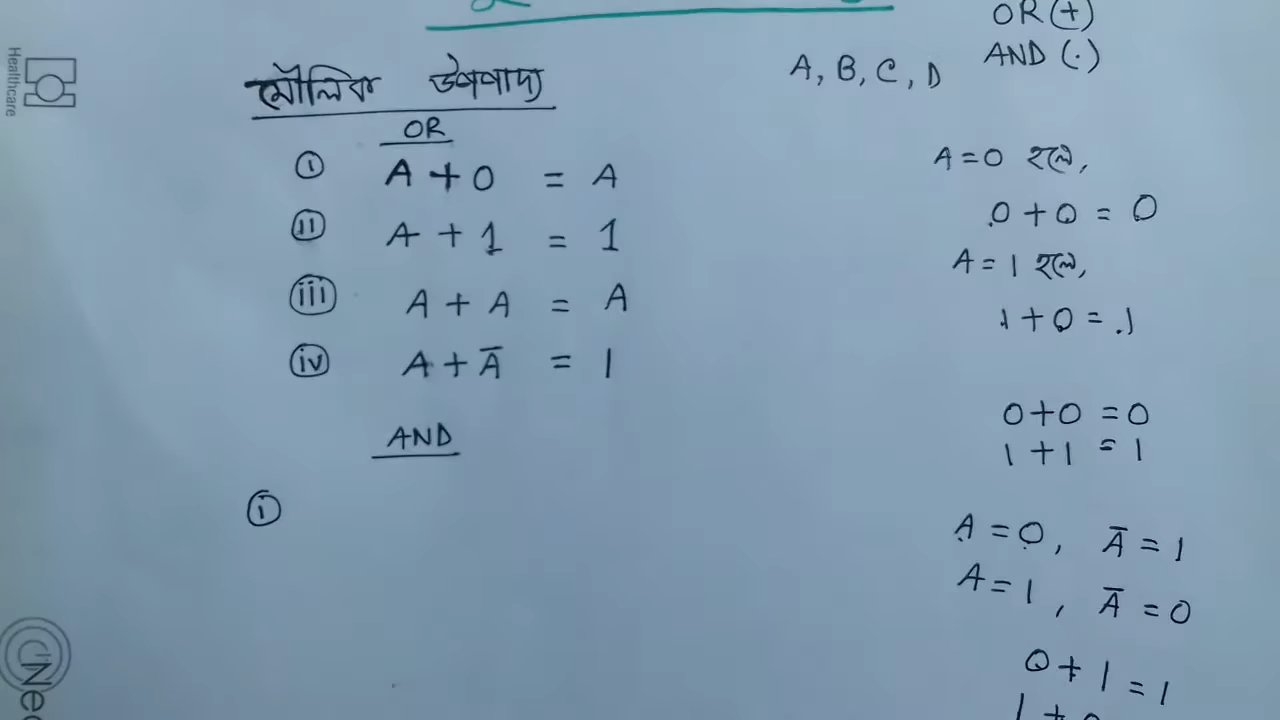 Healthcare
মৌলিক উপপাদ্য
OR
i A + 0 = A
ii A + 1 = 1
iii A + A = A
iv A + Ā = 1
AND
i
A, B, C, D
OR (+)
AND (·)
A = 0 হলে,
0 + 0 = 0
A = 1 হলে,
1 + 0 = 1
0 + 0 = 0
1 + 1 = 1
A = 0, Ā = 1
A = 1, Ā = 0
0 + 1 = 1